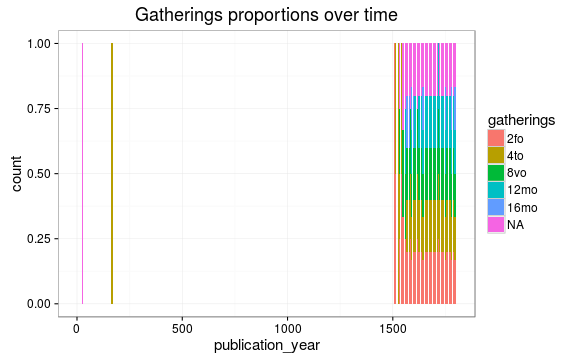 Gatherings proportions over time
1.00
0.75
0.50
0.25
0.00
count
0
500
1000
1500
publication_year
gatherings
2fo
4to
8vo
12mo
16mo
NA